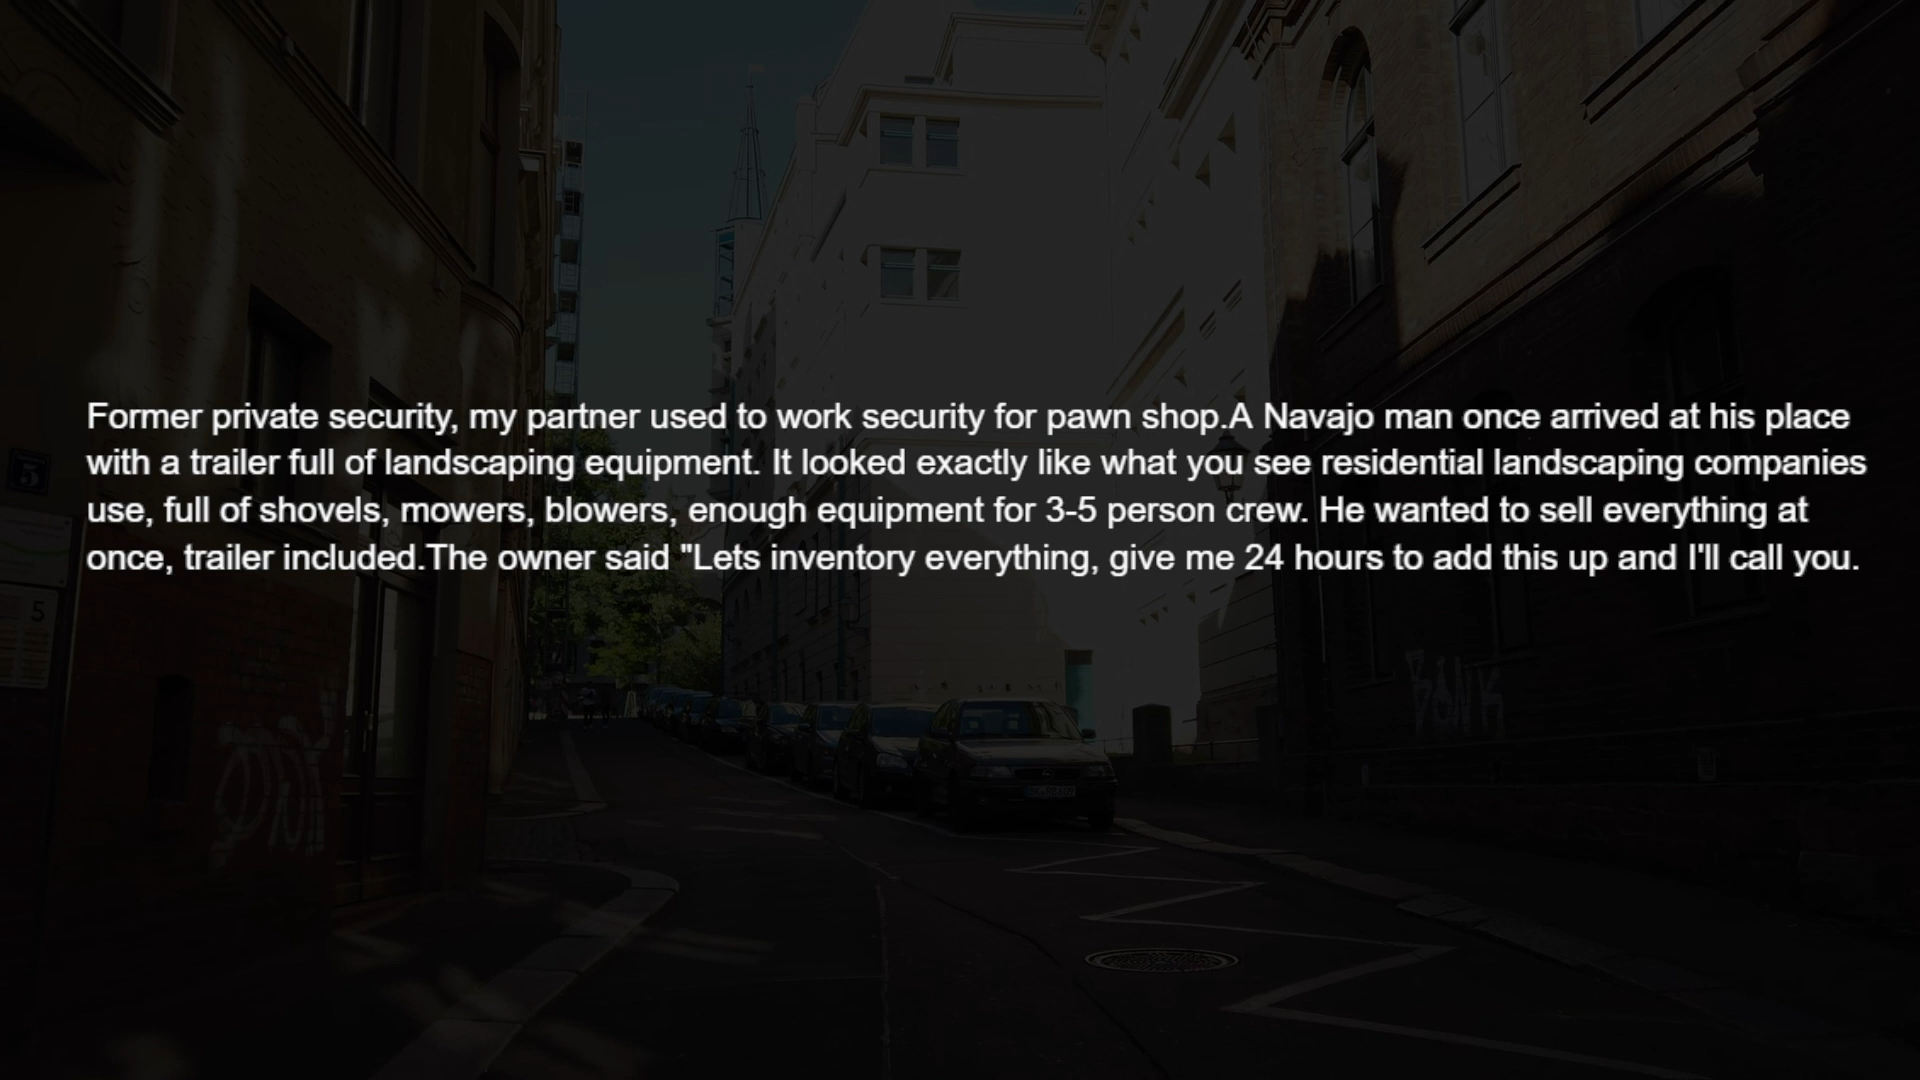 Former private security, my partner used to work security for pawn shop.A Navajo man once arrived at his place
with a trailer full of landscaping equipment. It looked exactly like what you see residential landscaping companies
use, full of shovels, mowers, blowers, enough equipment for 3-5 person crew. He wanted to sell everything at
once, trailer included.The owner said "Lets inventory everything, give me 24 hours to add this up and I'll call you.
5
5